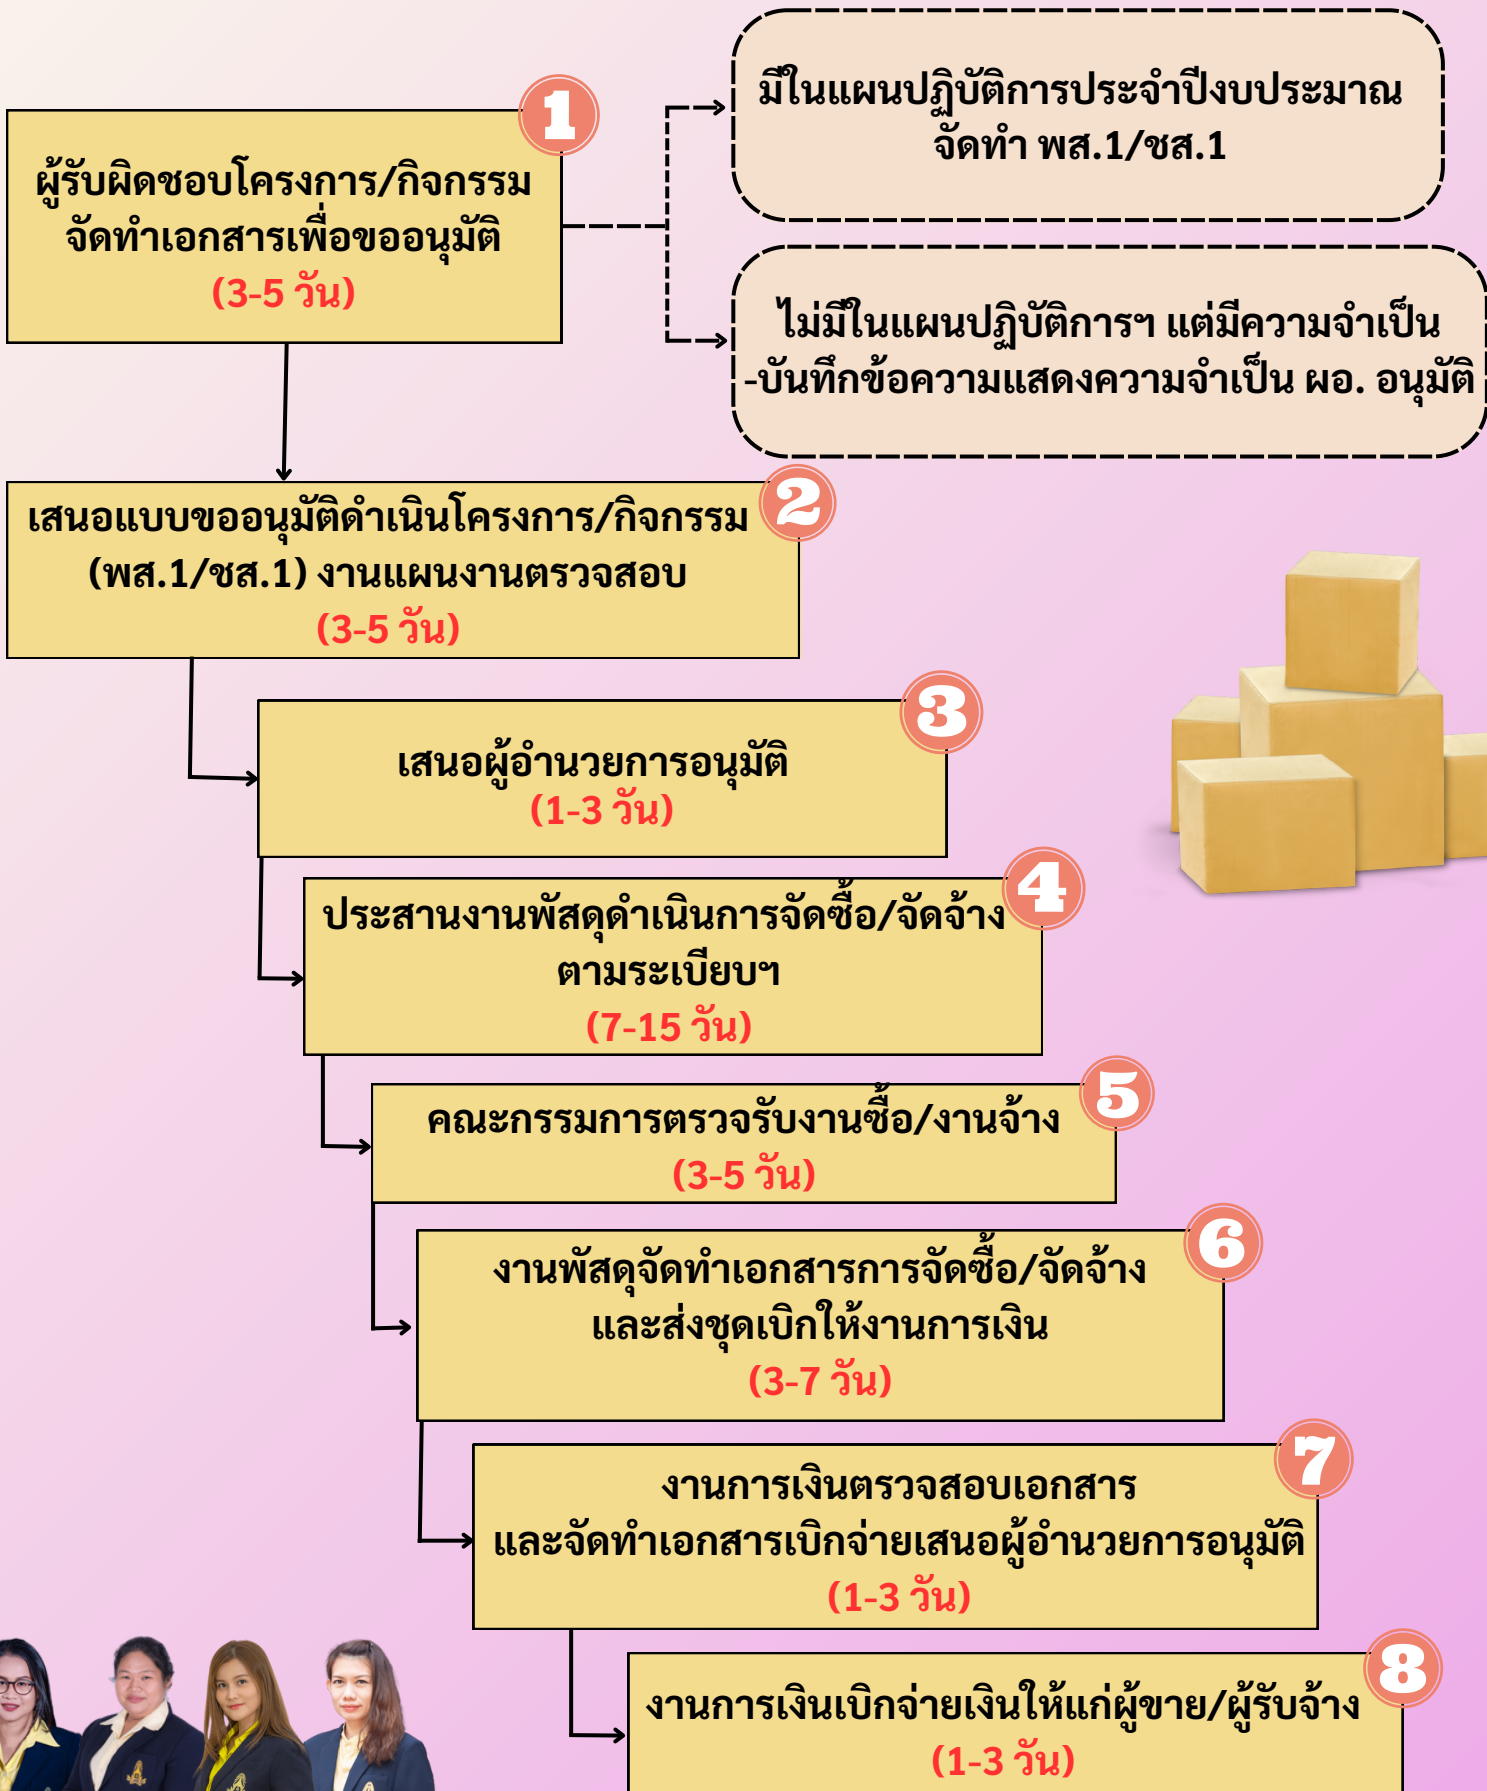 1
ผู้รับผิดชอบโครงการ/กิจกรรม
จัดทำเอกสารเพื่อขออนุมัติ
(3-5 วัน)
มีในแผนปฏิบัติการประจำปีงบประมาณ
จัดทำ พส.1/ชส.1
ไม่มีในแผนปฏิบัติการฯ แต่มีความจำเป็น
-บันทึกข้อความแสดงความจำเป็น ผอ. อนุมัติ
2
เสนอแบบขออนุมัติดำเนินโครงการ/กิจกรรม
(พส.1/ชส.1) งานแผนงานตรวจสอบ
(3-5 วัน)
3
เสนอผู้อำนวยการอนุมัติ
(1-3 วัน)
4
ประสานงานพัสดุดำเนินการจัดซื้อ/จัดจ้าง
ตามระเบียบฯ
(7-15 วัน)
5
คณะกรรมการตรวจรับงานซื้อ/งานจ้าง
(3-5 วัน)
6
งานพัสดุจัดทำเอกสารการจัดซื้อ/จัดจ้าง
และส่งชุดเบิกให้งานการเงิน
(3-7 วัน)
7
งานการเงินตรวจสอบเอกสาร
และจัดทำเอกสารเบิกจ่ายเสนอผู้อำนวยการอนุมัติ
(1-3 วัน)
8
งานการเงินเบิกจ่ายเงินให้แก่ผู้ขาย/ผู้รับจ้าง
(1-3 วัน)